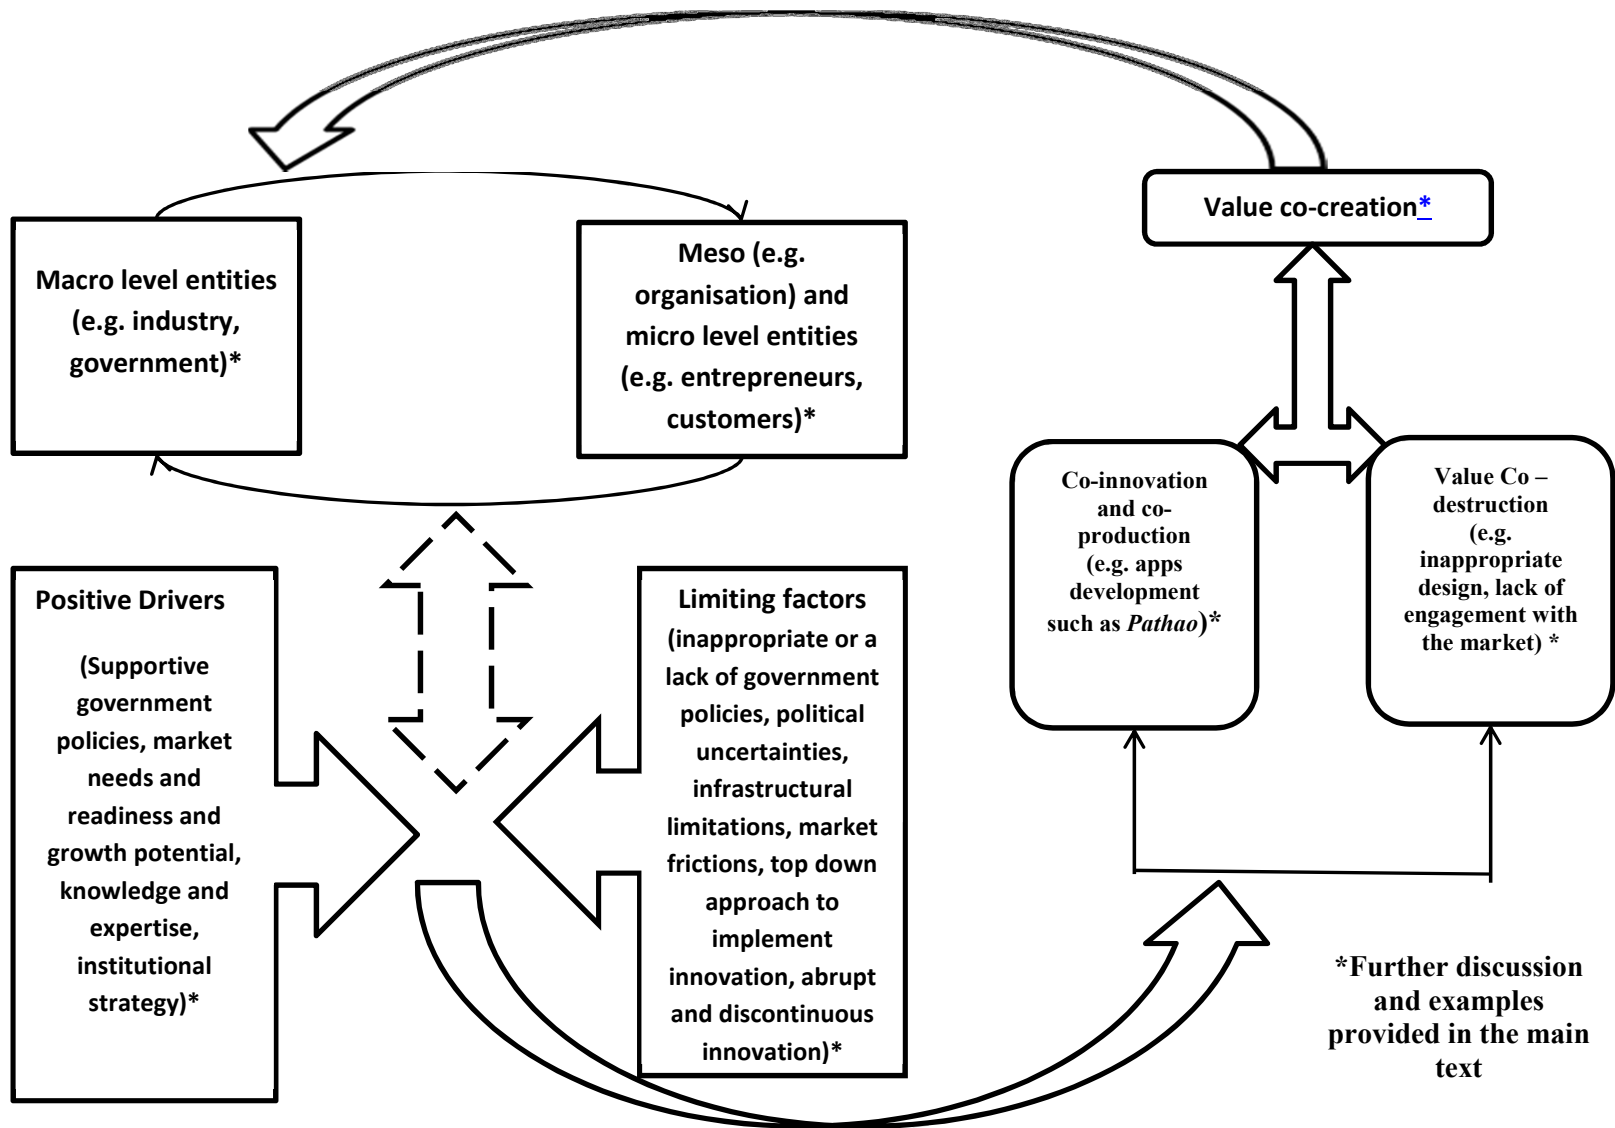 Value co-creation*
Macro level entities
(e.g. industry,
government)*
Meso (e.g.
organisation) and
micro level entities
(e.g. entrepreneurs,
customers)*
Co-innovation
and co-
production
(e.g. apps
development
such as Pathao)*
Value Co –
destruction
(e.g.
inappropriate
design, lack of
engagement with
the market) *
Positive Drivers
(Supportive
government
policies, market
needs and
readiness and
growth potential,
knowledge and
expertise,
institutional
strategy)*
Limiting factors
(inappropriate or a
lack of government
policies, political
uncertainties,
infrastructural
limitations, market
frictions, top down
approach to
implement
innovation, abrupt
and discontinuous
innovation)*
*Further discussion
and examples
provided in the main
text